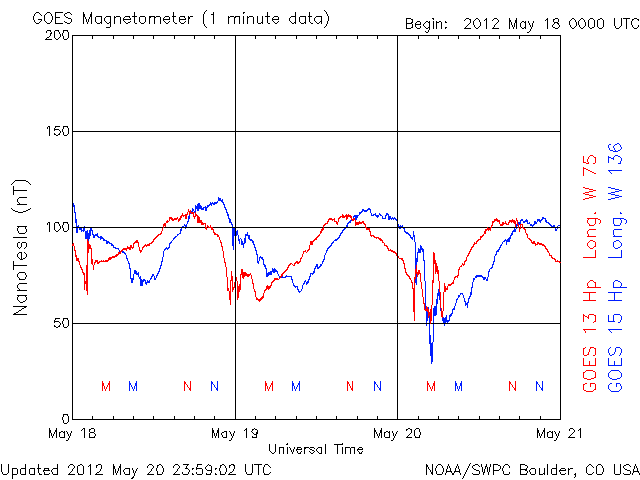 GOES Magnetometer (1 minute data)
Begin: 2012 May 18 0000 UTC
200
150
100
50
0
NanoTesla (nT)
M M N N M M N N M M N N
May 18 May 19 May 20 May 21
Universal Time
GOES 13 Hp Long. W 75
GOES 15 Hp Long. W 136
Updated 2012 May 20 23:59:02 UTC
NOAA/SWPC Boulder, CO USA